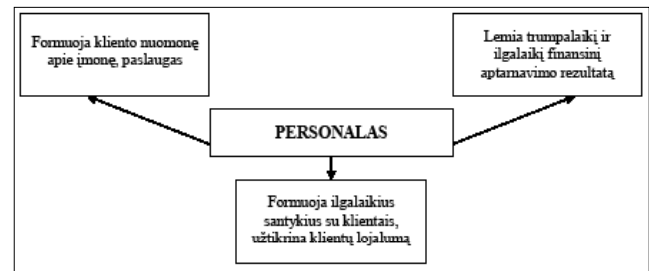 Formuoja kliento nuomonę
apie įmonę, paslaugas
Lemia trumpalaikį ir
ilgalaikį finansinį
aptarnavimo rezultatą
PERSONALAS
Formuoja ilgalaikius
santykius su klientais,
užtikrina klientų lojalumą